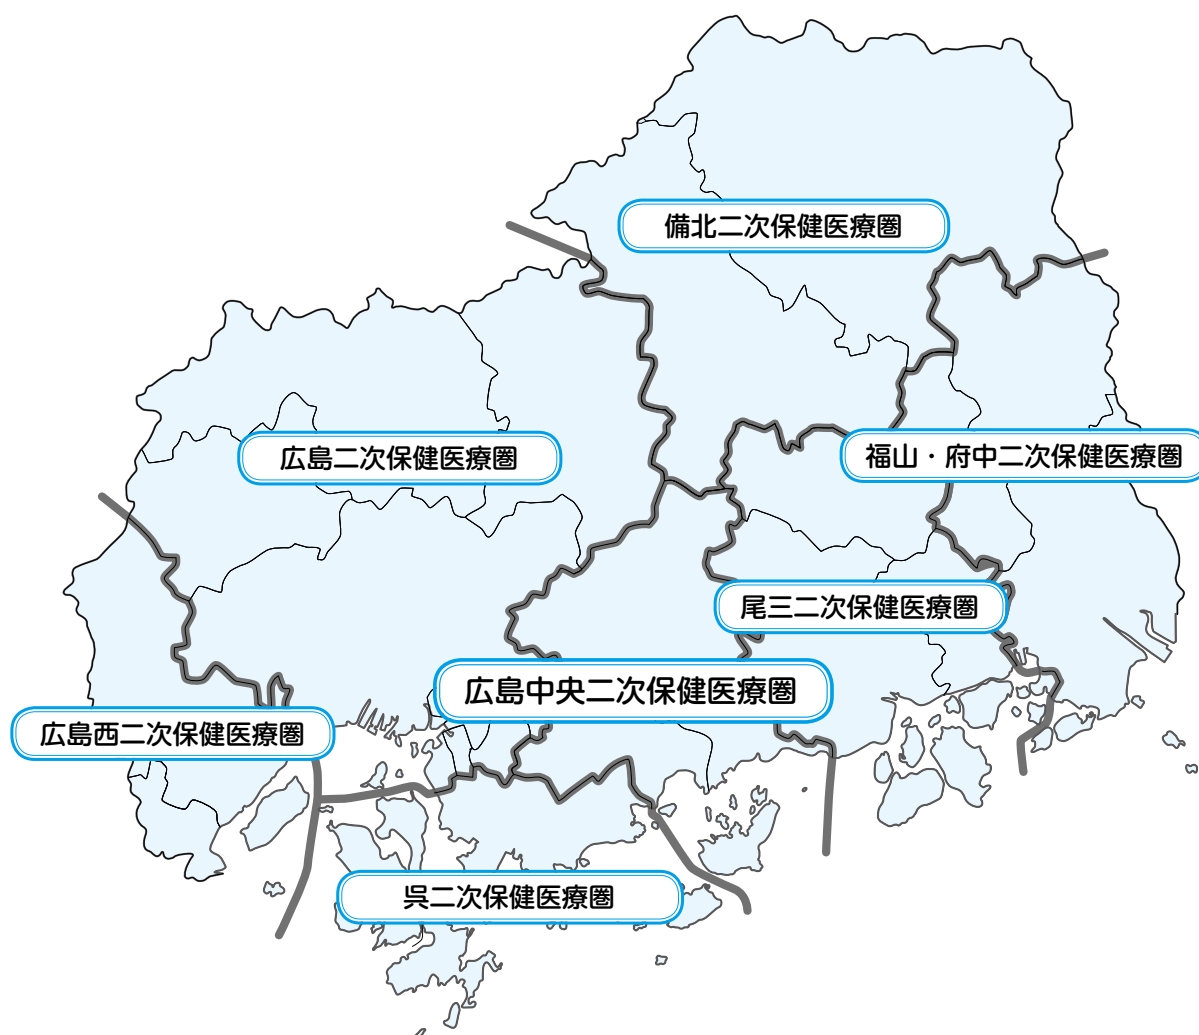 備北二次保健医療圏
広島二次保健医療圏
福山・府中二次保健医療圏
尾三二次保健医療圏
広島中央二次保健医療圏
広島西二次保健医療圏
呉二次保健医療圏